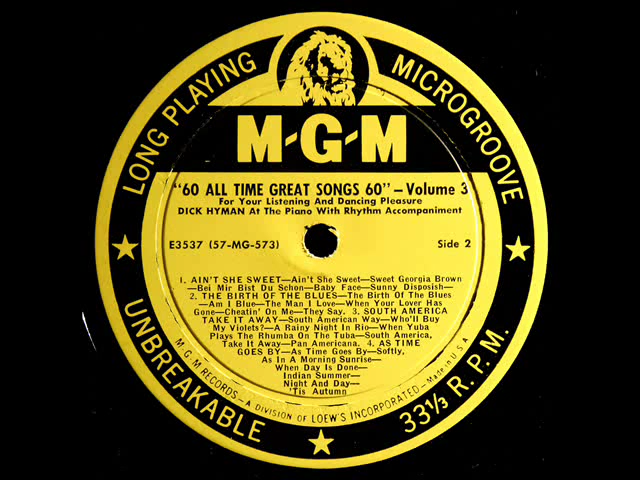 LONG PLAYING MICROGROOVE
M-G-M
"60 ALL TIME GREAT SONGS 60" — Volume 3
For Your Listening And Dancing Pleasure
DICK HYMAN At The Piano With Rhythm Accompaniment
E3537 (57-MG-573) Side 2
1. AIN'T SHE SWEET—Ain't She Sweet—Sweet Georgia Brown
—Bei Mir Bist Du Schon—Baby Face—Sunny Disposish—
2. THE BIRTH OF THE BLUES—The Birth Of The Blues
—Am I Blue—The Man I Love—When Your Lover Has
Gone—Cheatin' On Me—They Say. 3. SOUTH AMERICA
TAKE IT AWAY—South American Way—Who'll Buy
My Violets?—A Rainy Night In Rio—When Yuba
Plays The Rhumba On The Tuba—South America,
Take It Away—Pan Americana. 4. AS TIME
GOES BY—As Time Goes By—Softly,
As In A Morning Sunrise—
When Day Is Done—
Indian Summer—
Night And Day—
'Tis Autumn
M-G-M RECORDS—A DIVISION OF LOEW'S INCORPORATED—Made in U.S.A
UNBREAKABLE 33⅓ R.P.M.